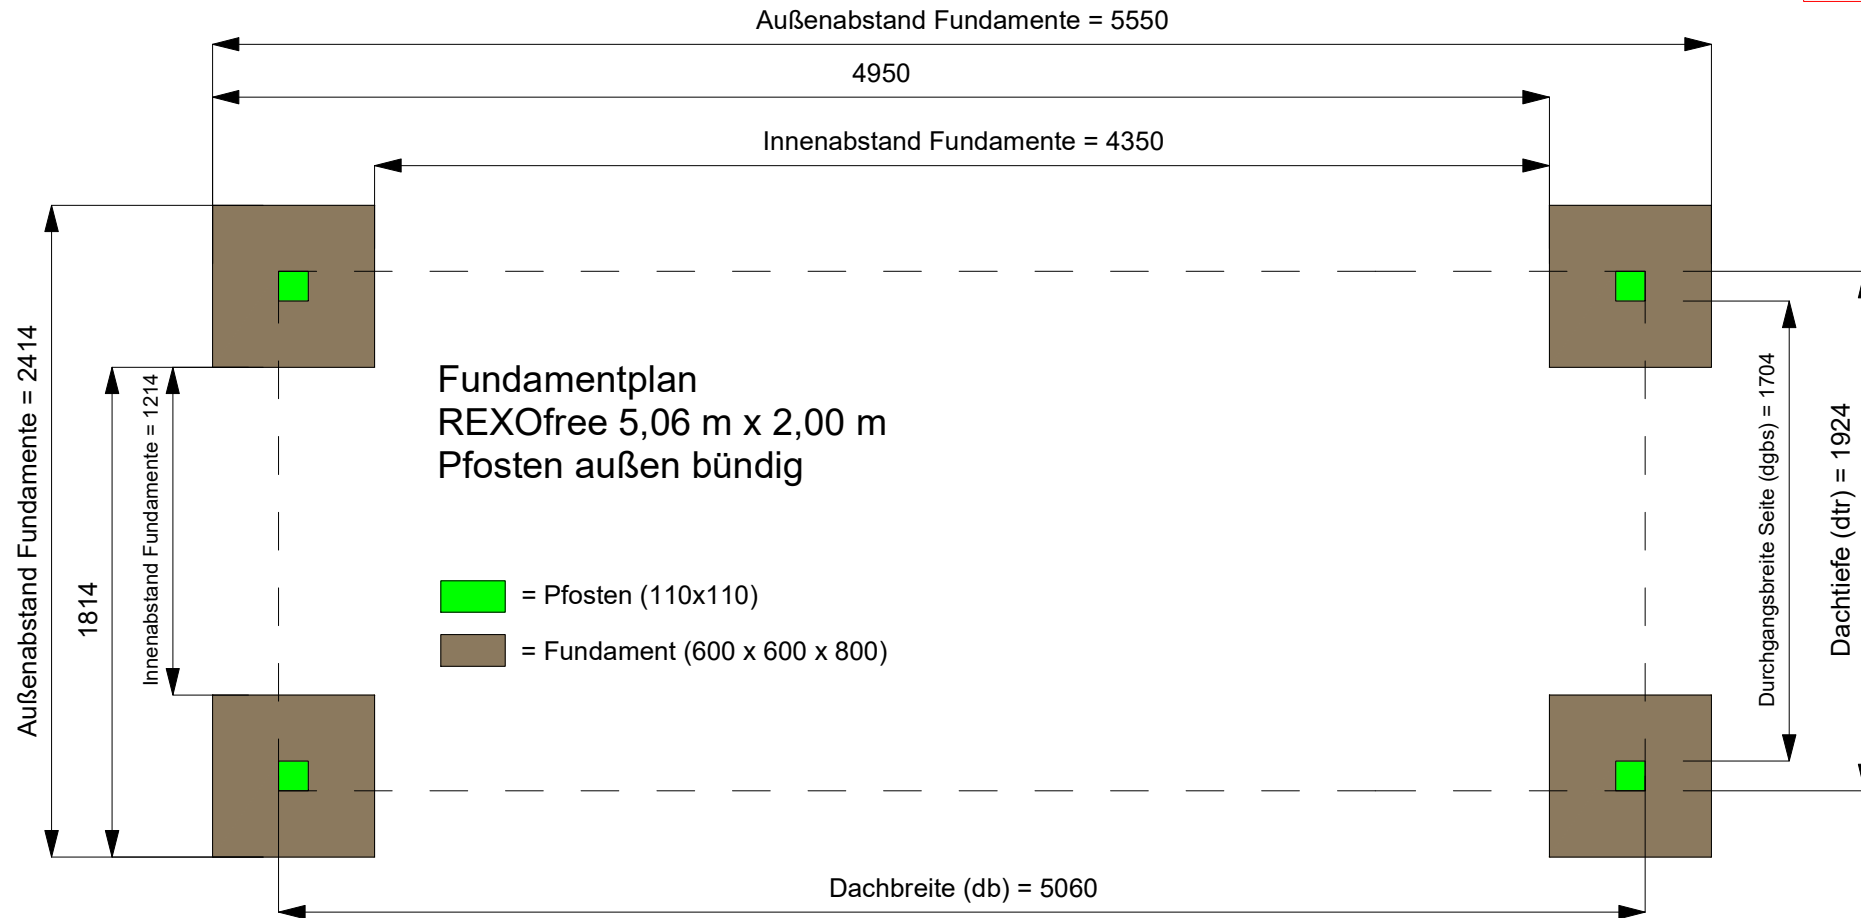 Außenabstand Fundamente = 5550
4950
Innenabstand Fundamente = 4350
Außenabstand Fundamente = 2414
1814
Innenabstand Fundamente = 1214
Fundamentplan
REXOfree 5,06 m x 2,00 m
Pfosten außen bündig
= Pfosten (110x110)
= Fundament (600 x 600 x 800)
Durchgangsbreite Seite (dgbs) = 1704
Dachtiefe (dtr) = 1924
Dachbreite (db) = 5060